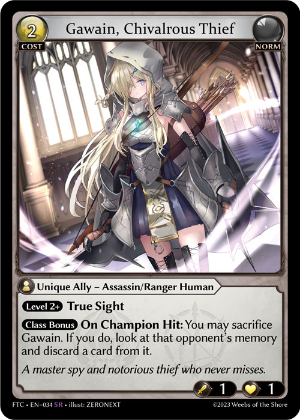 2
Gawain, Chivalrous Thief
COST
NORM
Unique Ally – Assassin/Ranger Human
Level 2+ True Sight
Class Bonus On Champion Hit: You may sacrifice
Gawain. If you do, look at that opponent's memory
and discard a card from it.
A master spy and notorious thief who never misses.
1
1
FTC • EN–034 SR • illust: ZERONEXT
©2023 Weebs of the Shore